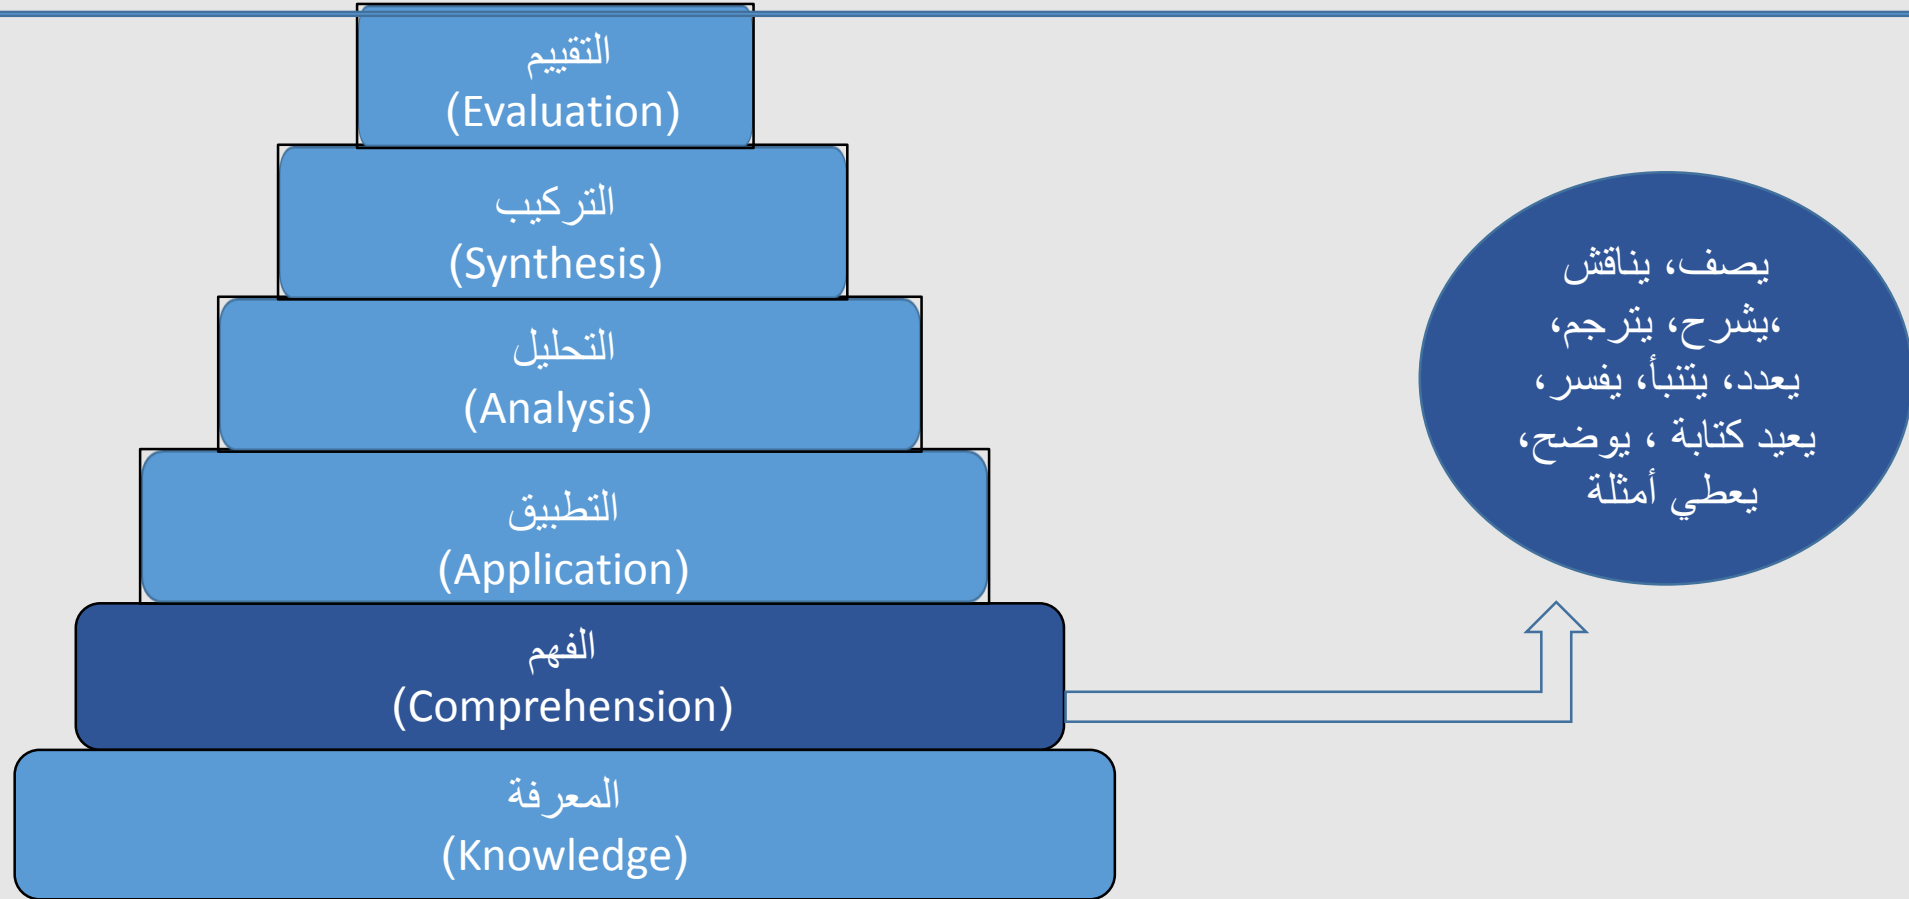 التقييم
(Evaluation)
التركيب
(Synthesis)
التحليل
(Analysis)
التطبيق
(Application)
الفهم
(Comprehension)
المعرفة
(Knowledge)
يصف، يناقش
،يشرح، يترجم،
يعدد، يتنبأ، يفسر،
يعيد كتابة ، يوضح،
يعطي أمثلة